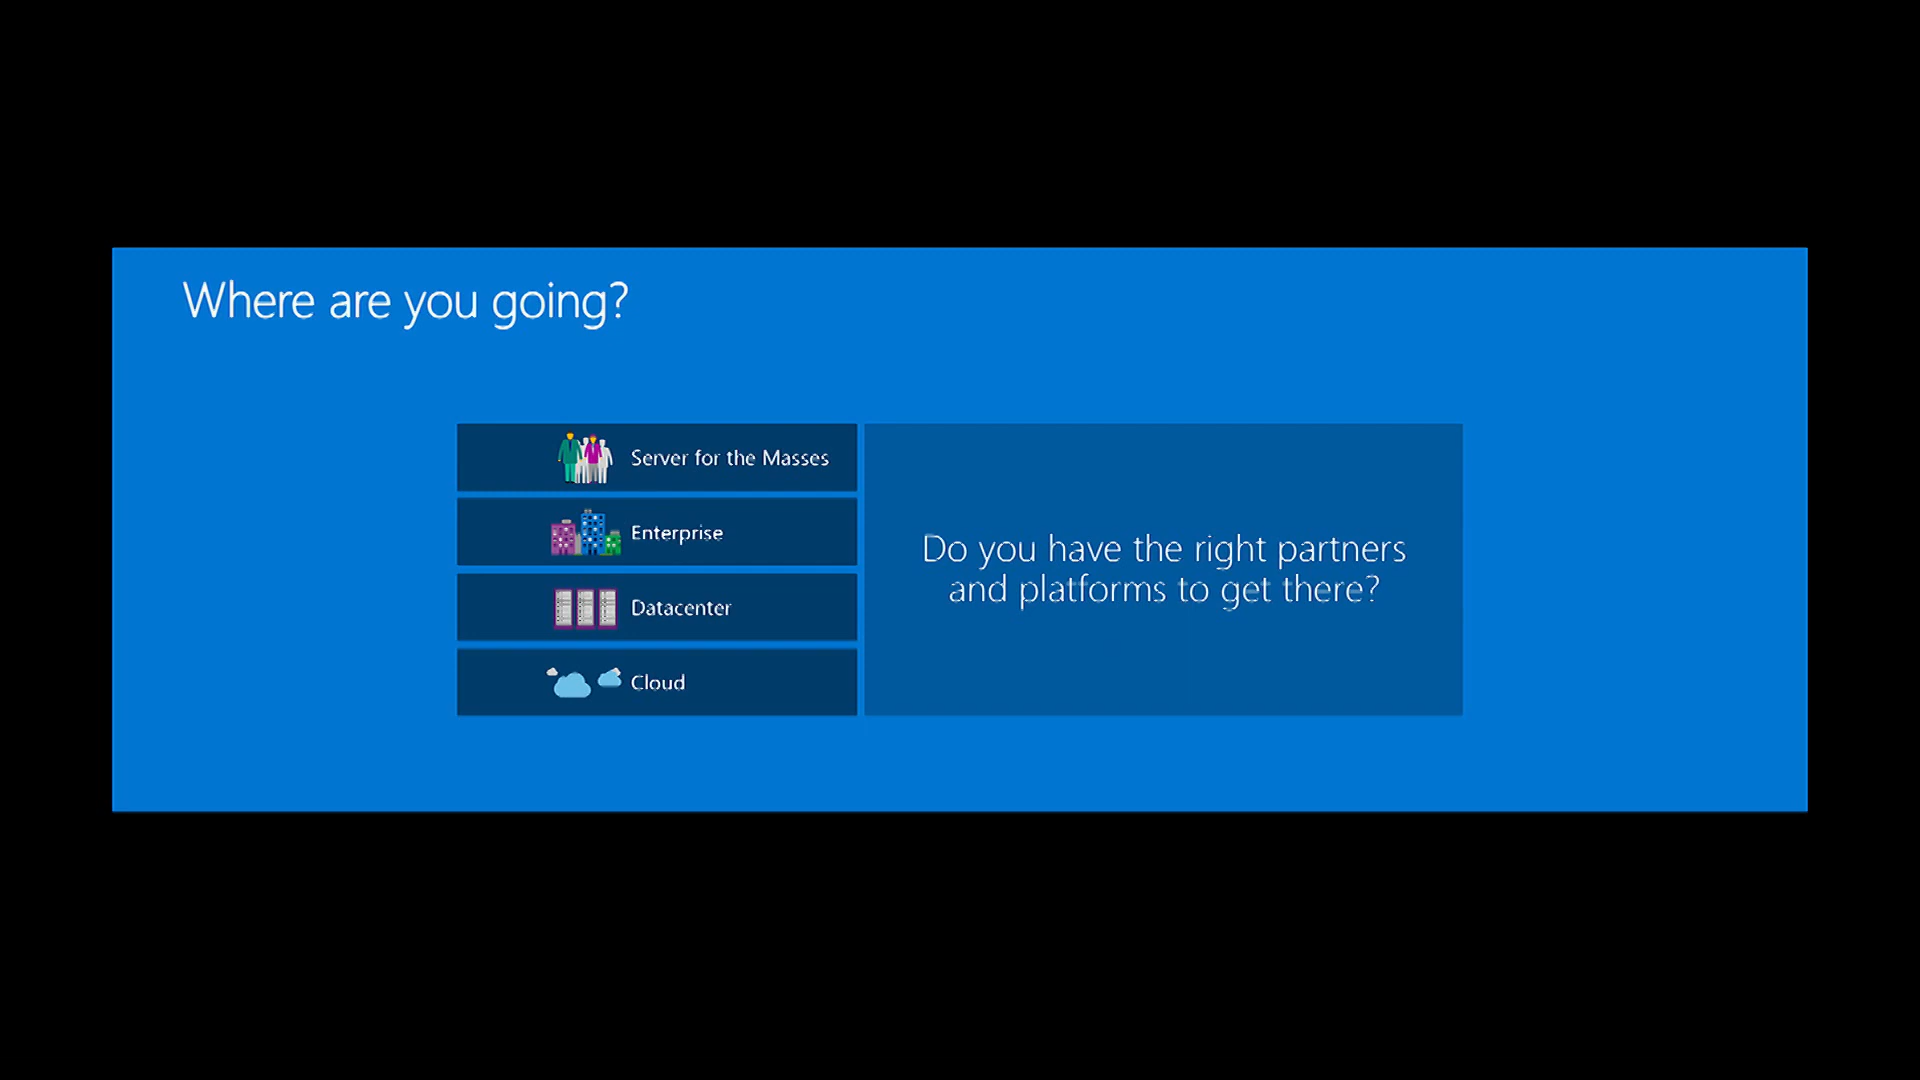 Where are you going?
Server for the Masses
Enterprise
Datacenter
Cloud
Do you have the right partners
and platforms to get there?